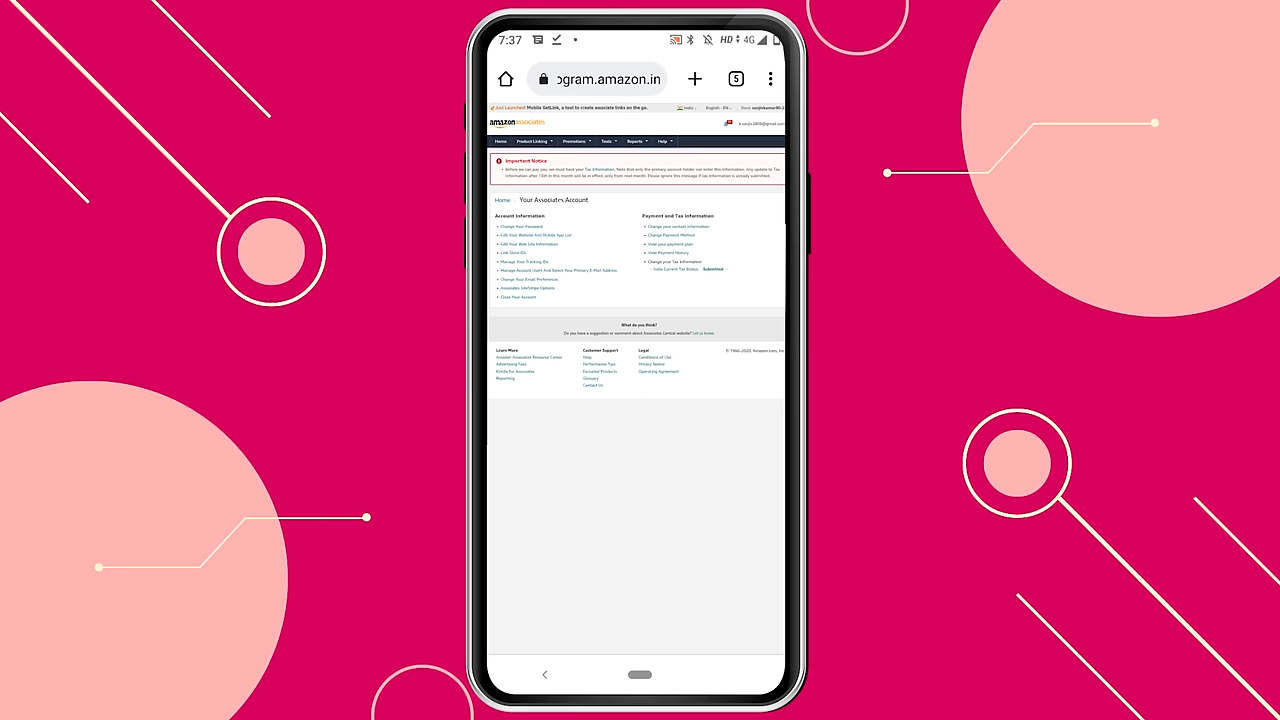 7:37
HD 4G
ogram.amazon.in
5
Just Launched! Mobile GetLink, a tool to create associate links on the go.
India
English - EN
Store:
amazon associates
Home Product Linking Promotions Tools Reports Help
Important Notice
Before we can pay you, we must have your Tax Information. Note that only the primary account holder can enter this information. Any update to Tax
Information after 15th in this month will be in effect, only from next month. Please ignore this message if tax information is already submitted.
Home Your Associates Account
Account Information
Change Your Password
Edit Your Website And Mobile App List
Edit Your Web Site Information
Link Store IDs
Manage Your Tracking IDs
Manage Account Users And Select Your Primary E-Mail Address
Change Your Email Preferences
Associates SiteStripe Options
Close Your Account
Payment and Tax Information
Change your contact information
Change Payment Method
View your payment plan
View Payment History
Change your Tax Information
India Current Tax Status: Submitted
What do you think?
Do you have a suggestion or comment about Associates Central website? Let us know.
Learn More
Amazon Associates Resource Center
Advertising Fees
Kindle for Associates
Reporting
Customer Support
Help
Performance Tips
Excluded Products
Glossary
Contact Us
Legal
Conditions of Use
Privacy Notice
Operating Agreement
© 1996-2020, Amazon.com, Inc